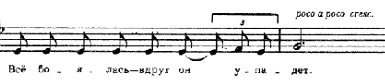 3
poco a poco cresc.
Всё бо - я - лась—вдруг он у - па - дет.